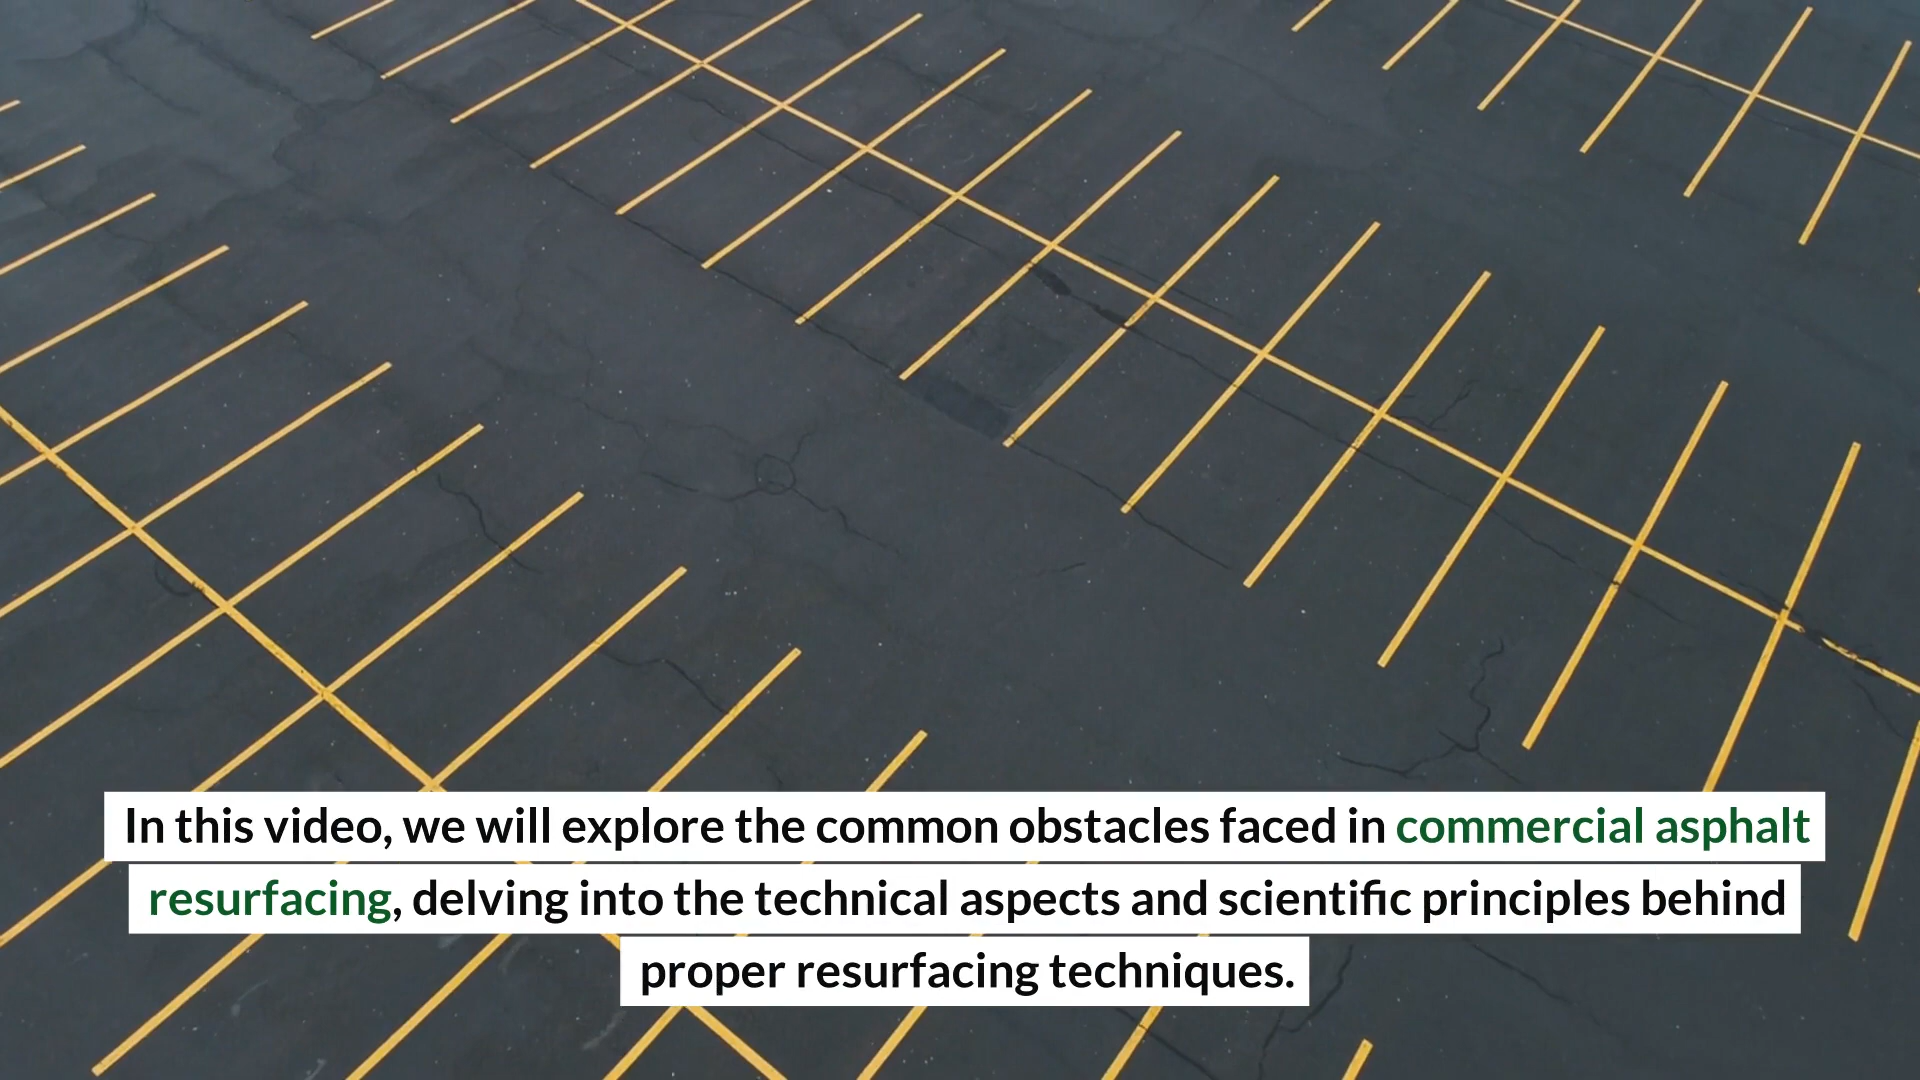 In this video, we will explore the common obstacles faced in commercial asphalt
resurfacing, delving into the technical aspects and scientific principles behind
proper resurfacing techniques.